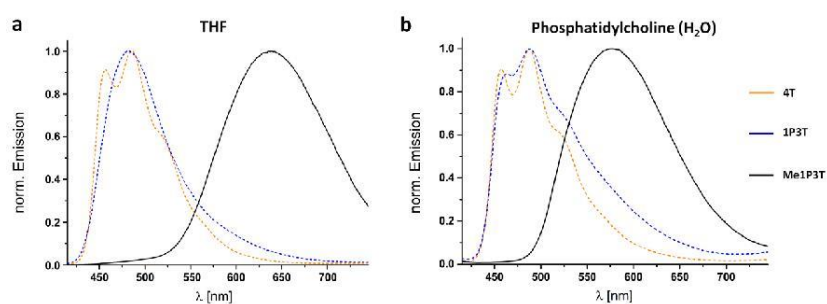 a
THF
norm. Emission
1.0
0.8
0.6
0.4
0.2
0.0
450 500 550 600 650 700
λ [nm]
b
Phosphatidylcholine (H₂O)
norm. Emission
1.0
0.8
0.6
0.4
0.2
0.0
450 500 550 600 650 700
λ [nm]
4T
1P3T
Me1P3T